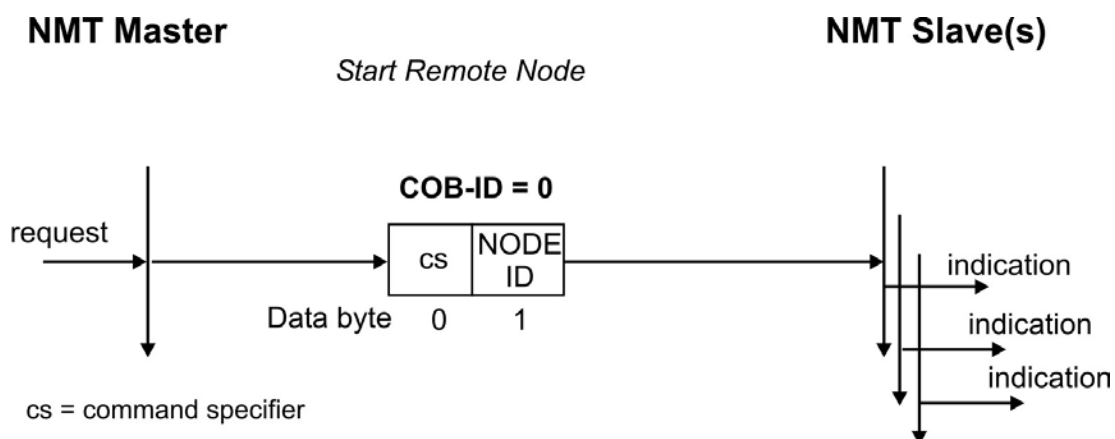 NMT Master
NMT Slave(s)
Start Remote Node
COB-ID = 0
request
cs
NODE
ID
indication
Data byte
0
1
indication
indication
cs = command specifier